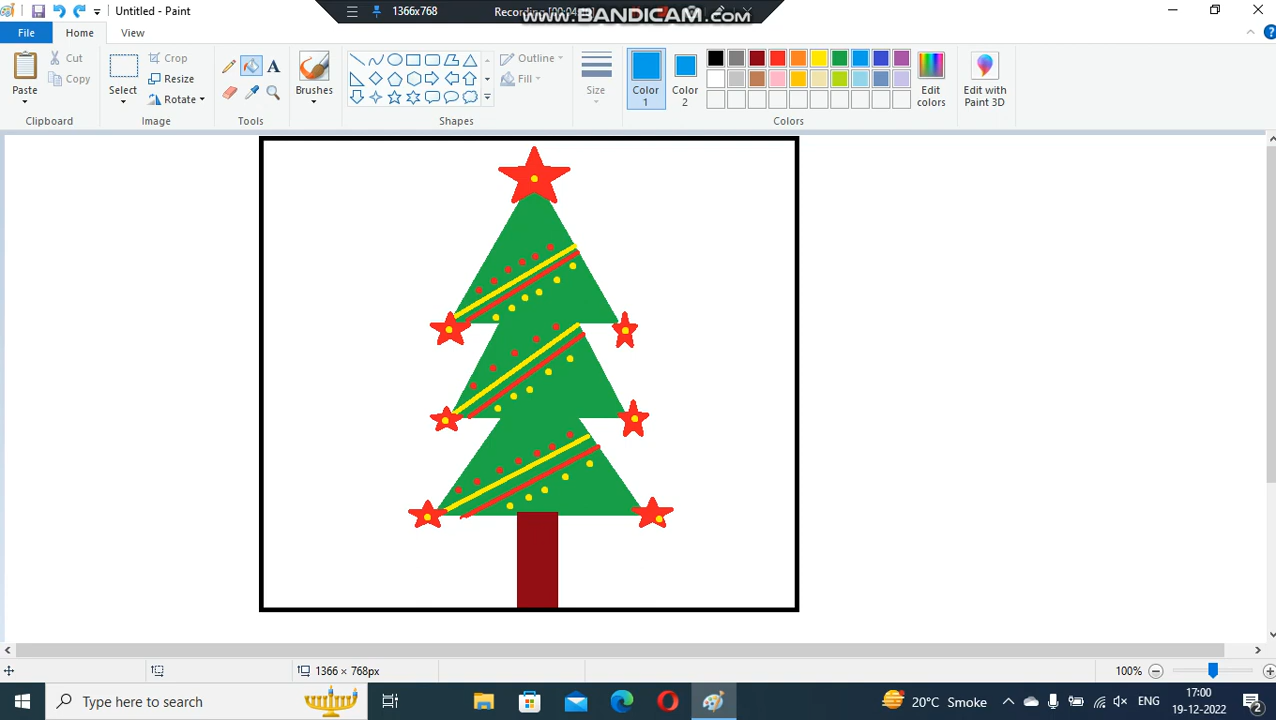 Untitled - Paint
1366x768
www.BANDICAM.com
File
Home
View
Paste
Cut
Copy
Clipboard
Select
Crop
Resize
Rotate
Image
Tools
Brushes
Shapes
Outline
Fill
Size
Color
1
Color
2
Colors
Edit
colors
Edit with
Paint 3D
1366 × 768px
100%
Type here to search
20°C Smoke
ENG
17:00
19-12-2022
2